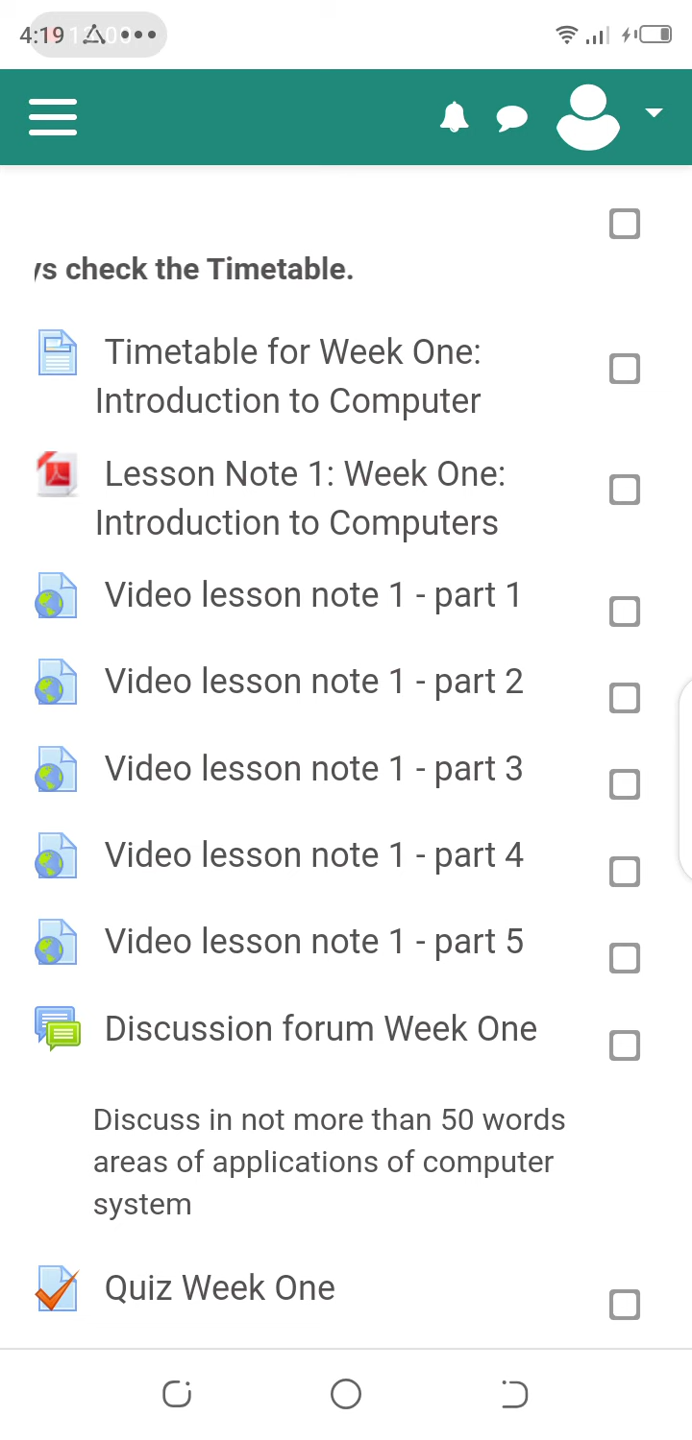 4:19
ys check the Timetable.
Timetable for Week One:
Introduction to Computer
Lesson Note 1: Week One:
Introduction to Computers
Video lesson note 1 - part 1
Video lesson note 1 - part 2
Video lesson note 1 - part 3
Video lesson note 1 - part 4
Video lesson note 1 - part 5
Discussion forum Week One
Discuss in not more than 50 words
areas of applications of computer
system
Quiz Week One